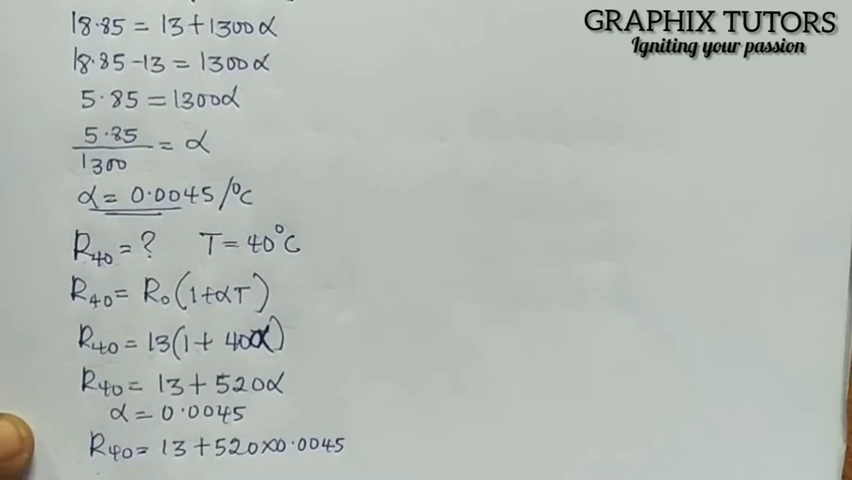 GRAPHIX TUTORS
Igniting your passion
18.85 = 13 + 1300α
18.85 - 13 = 1300α
5.85 = 1300α
5.85/1300 = α
α = 0.0045/°C
R₄₀ = ? T = 40°C
R₄₀ = R₀(1+αT)
R₄₀ = 13(1 + 40α)
R₄₀ = 13 + 520α
α = 0.0045
R₄₀ = 13 + 520×0.0045